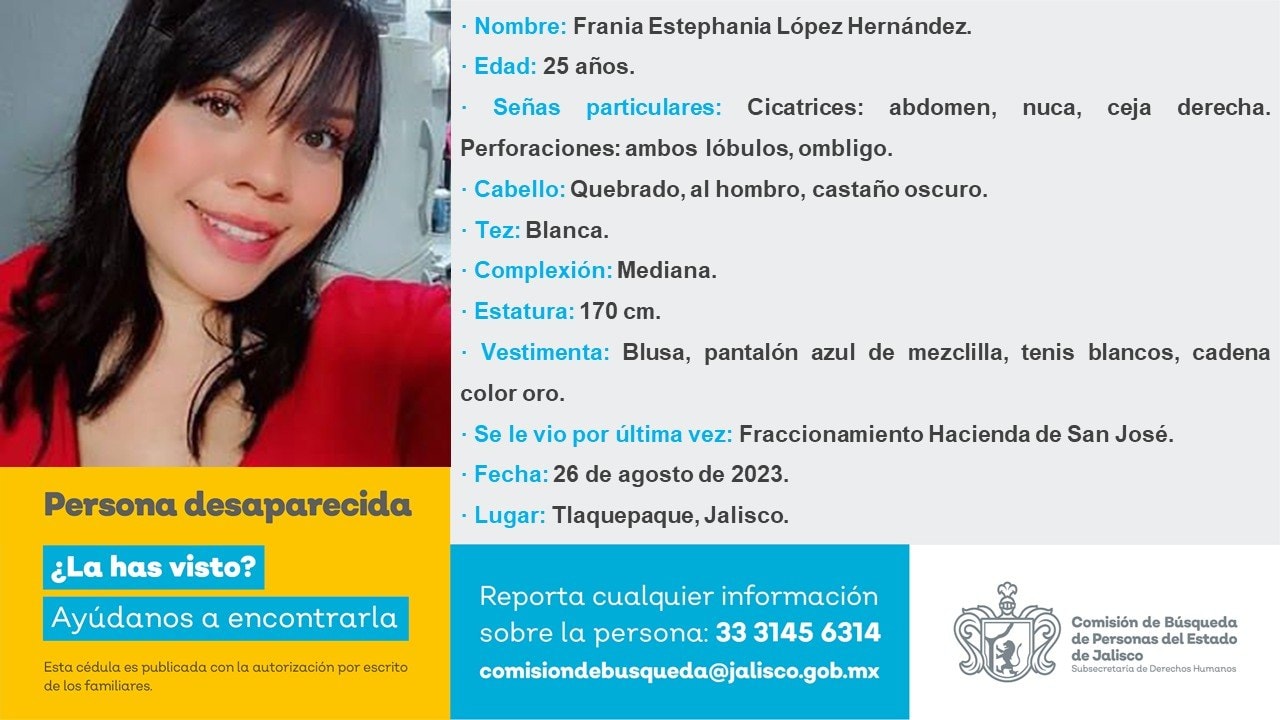 · Nombre: Frania Estephania López Hernández.
· Edad: 25 años.
· Señas particulares: Cicatrices: abdomen, nuca, ceja derecha.
Perforaciones: ambos lóbulos, ombligo.
· Cabello: Quebrado, al hombro, castaño oscuro.
· Tez: Blanca.
· Complexión: Mediana.
· Estatura: 170 cm.
· Vestimenta: Blusa, pantalón azul de mezclilla, tenis blancos, cadena
color oro.
· Se le vio por última vez: Fraccionamiento Hacienda de San José.
· Fecha: 26 de agosto de 2023.
· Lugar: Tlaquepaque, Jalisco.
Persona desaparecida
¿La has visto?
Ayúdanos a encontrarla
Esta cédula es publicada con la autorización por escrito
de los familiares.
Reporta cualquier información
sobre la persona: 33 3145 6314
comisiondebusqueda@jalisco.gob.mx
Comisión de Búsqueda
de Personas del Estado
de Jalisco
Subsecretaría de Derechos Humanos